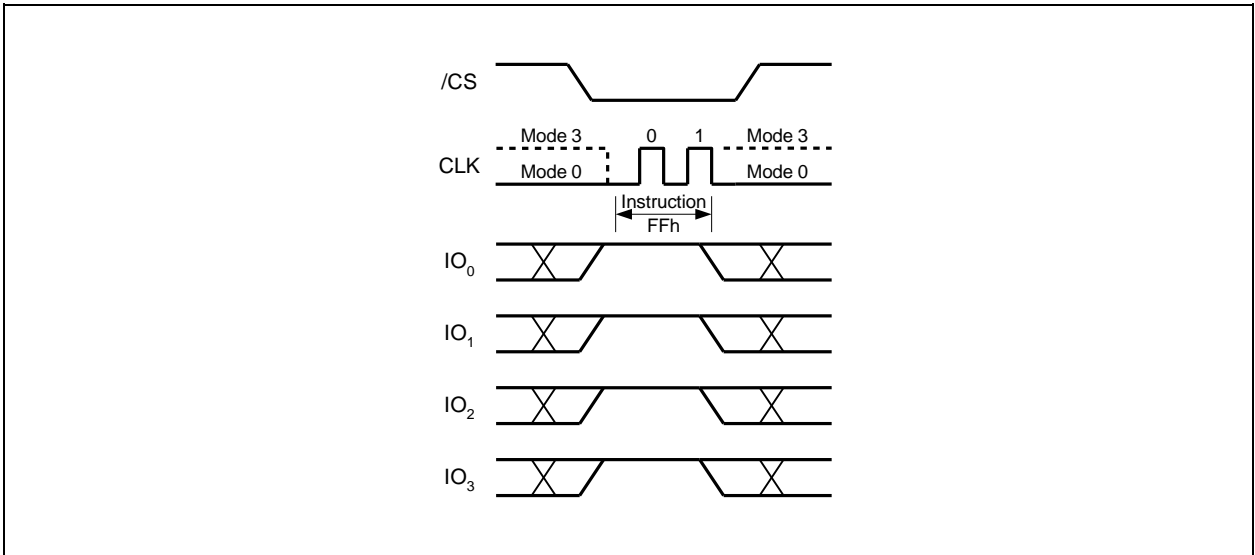 /CS
Mode 3 0 1 Mode 3
CLK
Mode 0 Mode 0
Instruction
FFh
IO0
IO1
IO2
IO3